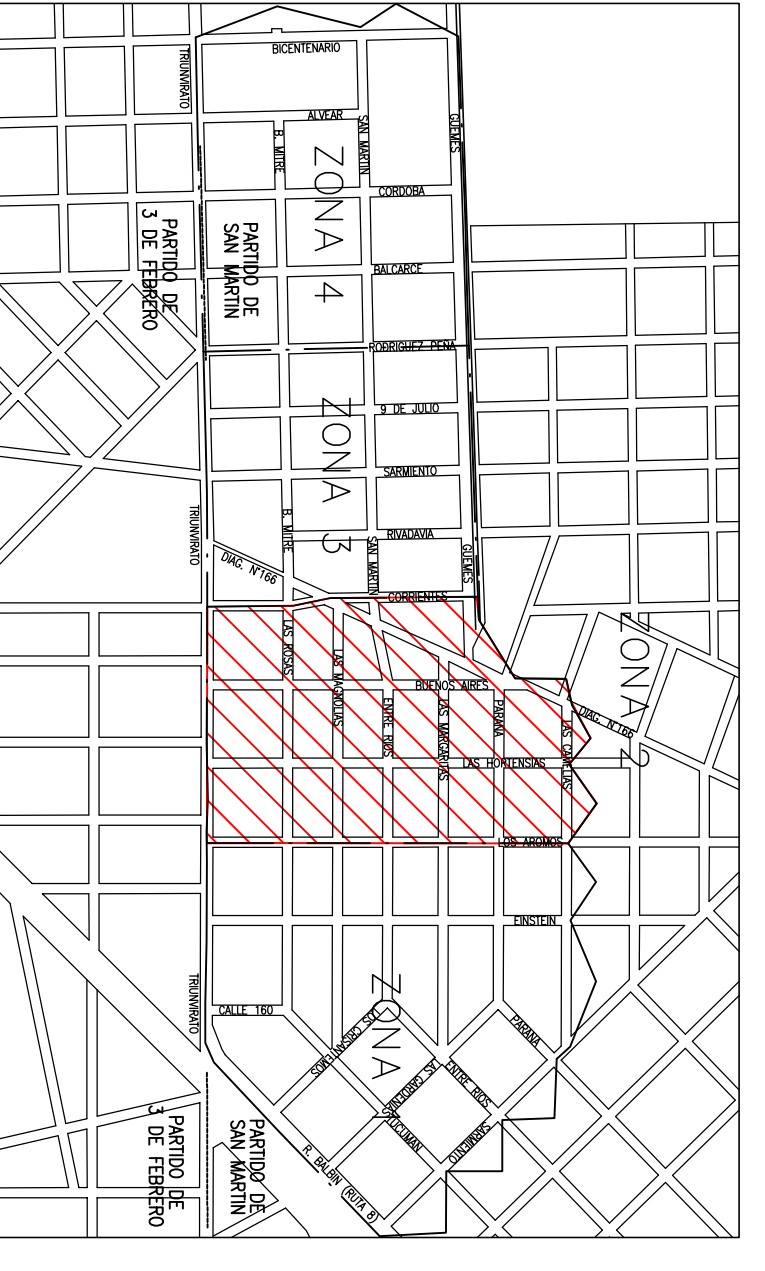 BICENTENARIO
TRIUNVIRATO
ALVEAR
SAN MARTIN
GUEMES
B. MITRE
ZONA 4
CORDOBA
PARTIDO DE
3 DE FEBRERO
PARTIDO DE
SAN MARTIN
BALCARCE
RODRIGUEZ PEÑA
9 DE JULIO
ZONA 3
SARMIENTO
TRIUNVIRATO
B. MITRE
RIVADAVIA
SAN MARTIN
GUEMES
DIAG. N°166
CORRIENTES
ZONA 2
LAS ROSAS
LAS MAGNOLIAS
BUENOS AIRES
ENTRE RIOS
LAS MARGARITAS
PARANA
DIAG. N°166
LAS CAMELIAS
LAS HORTENSIAS
LOS AROMOS
EINSTEIN
ZONA
TRIUNVIRATO
CALLE 160
LOS CRISANTEMOS
PARANA
LAS GARDENIAS
ENTRE RIOS
TUCUMAN
SARMIENTO
PARTIDO DE
3 DE FEBRERO
PARTIDO DE
SAN MARTIN
R. BALBIN (RUTA 8)